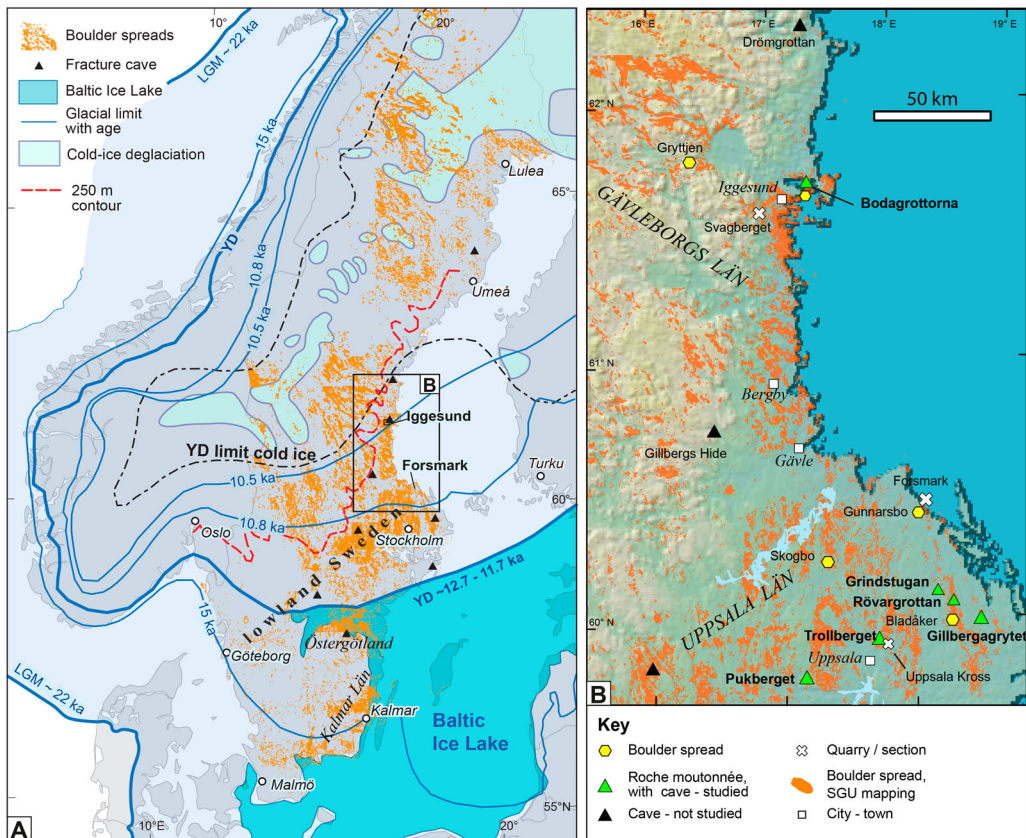 10°
20°
Boulder spreads
Fracture cave
Baltic Ice Lake
Glacial limit
with age
Cold-ice deglaciation
250 m
contour
LGM ~ 22 ka
15 ka
YD
10.8 ka
10.5 ka
Lulea
65°
Umeå
B
Iggesund
YD limit cold ice
Forsmark
Turku
10.5 ka
60°
10.8 ka
Oslo
Stockholm
lowland Sweden
YD ~12.7 - 11.7 ka
15 ka
Östergötland
Göteborg
LGM ~ 22 ka
Kalmar Län
Kalmar
Baltic
Ice Lake
Malmö
55°N
A
10°E
20°
16°E
17°E
18°E
19°E
Drömgrottan
62° N
50 km
Gryttjen
Iggesund
Bodagrottorna
Svagberget
GÄVLEBORGS LÄN
61° N
Bergby
Gillbergs Hide
Gävle
Forsmark
Gunnarsbo
Skogbo
UPPSALA LÄN
Grindstugan
Rövargrottan
60° N
Bladåker
Trollberget
Gillbergagrytet
Uppsala
Uppsala Kross
Pukberget
B
Key
Boulder spread
Roche moutonnée,
with cave - studied
Cave - not studied
Quarry / section
Boulder spread,
SGU mapping
City - town